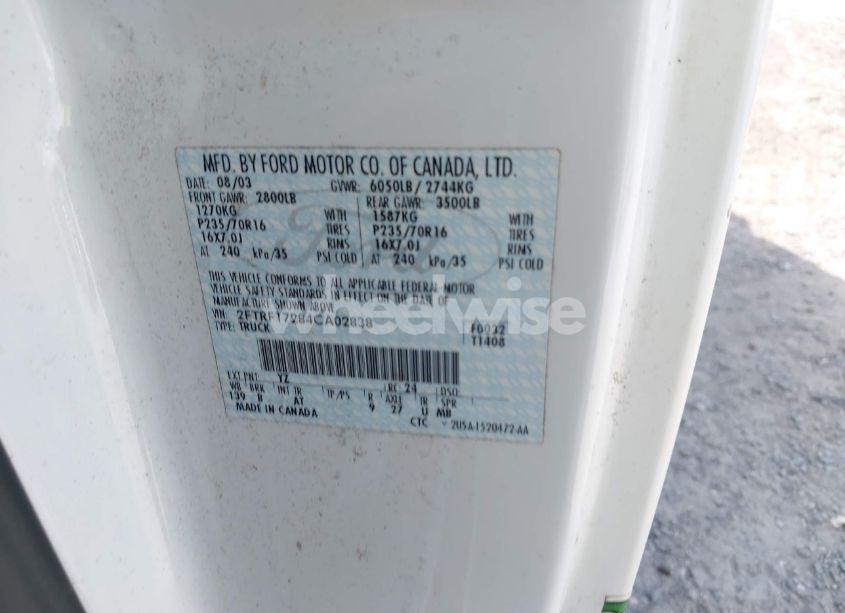 MFD. BY FORD MOTOR CO. OF CANADA, LTD.
DATE: 08/03 GVWR: 6050LB/ 2744KG
FRONT GAWR: 2800LB REAR GAWR: 3500LB
1270KG WITH 1587KG WITH
P235/70R16 TIRES P235/70R16 TIRES
16X7.0J RIMS 16X7.0J RIMS
AT 240 kPa/35 PSI COLD AT 240 kPa/35 PSI COLD
THIS VEHICLE CONFORMS TO ALL APPLICABLE FEDERAL MOTOR
VEHICLE SAFETY STANDARDS IN EFFECT ON THE DATE OF
MANUFACTURE SHOWN ABOVE
VIN: 2FTRF17284CA02838 F0022
TYPE: TRUCK T1408
EXT PNT: YZ RC: 24 DSO:
WB BRK INT TR TP/PS R AXLE TR SPR
139 B AT 9 27 U MB
MADE IN CANADA CTC 2U5A-1520472-AA
Ford
wheelwise